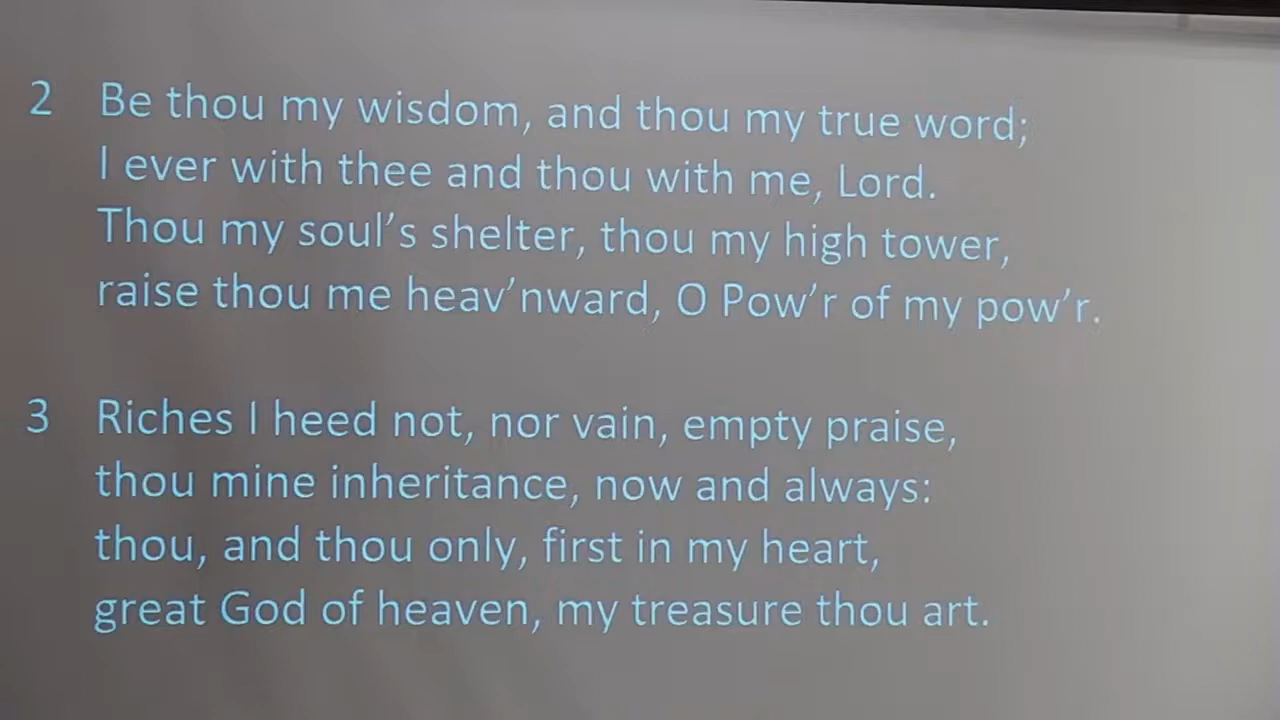 2 Be thou my wisdom, and thou my true word;
I ever with thee and thou with me, Lord.
Thou my soul’s shelter, thou my high tower,
raise thou me heav’nward, O Pow’r of my pow’r.
3 Riches I heed not, nor vain, empty praise,
thou mine inheritance, now and always:
thou, and thou only, first in my heart,
great God of heaven, my treasure thou art.